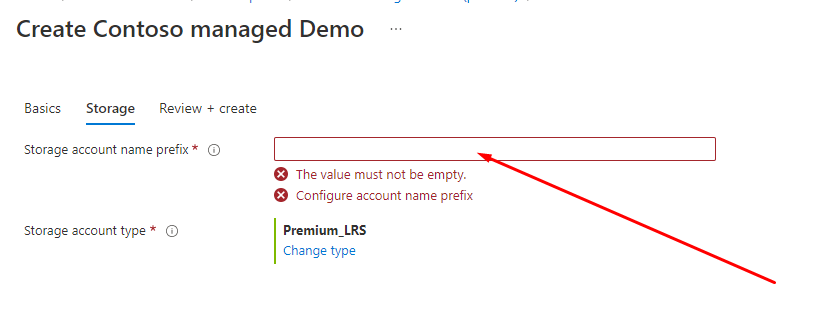 Create Contoso managed Demo ...
Basics Storage Review + create
Storage account name prefix *
The value must not be empty.
Configure account name prefix
Storage account type *
Premium_LRS
Change type